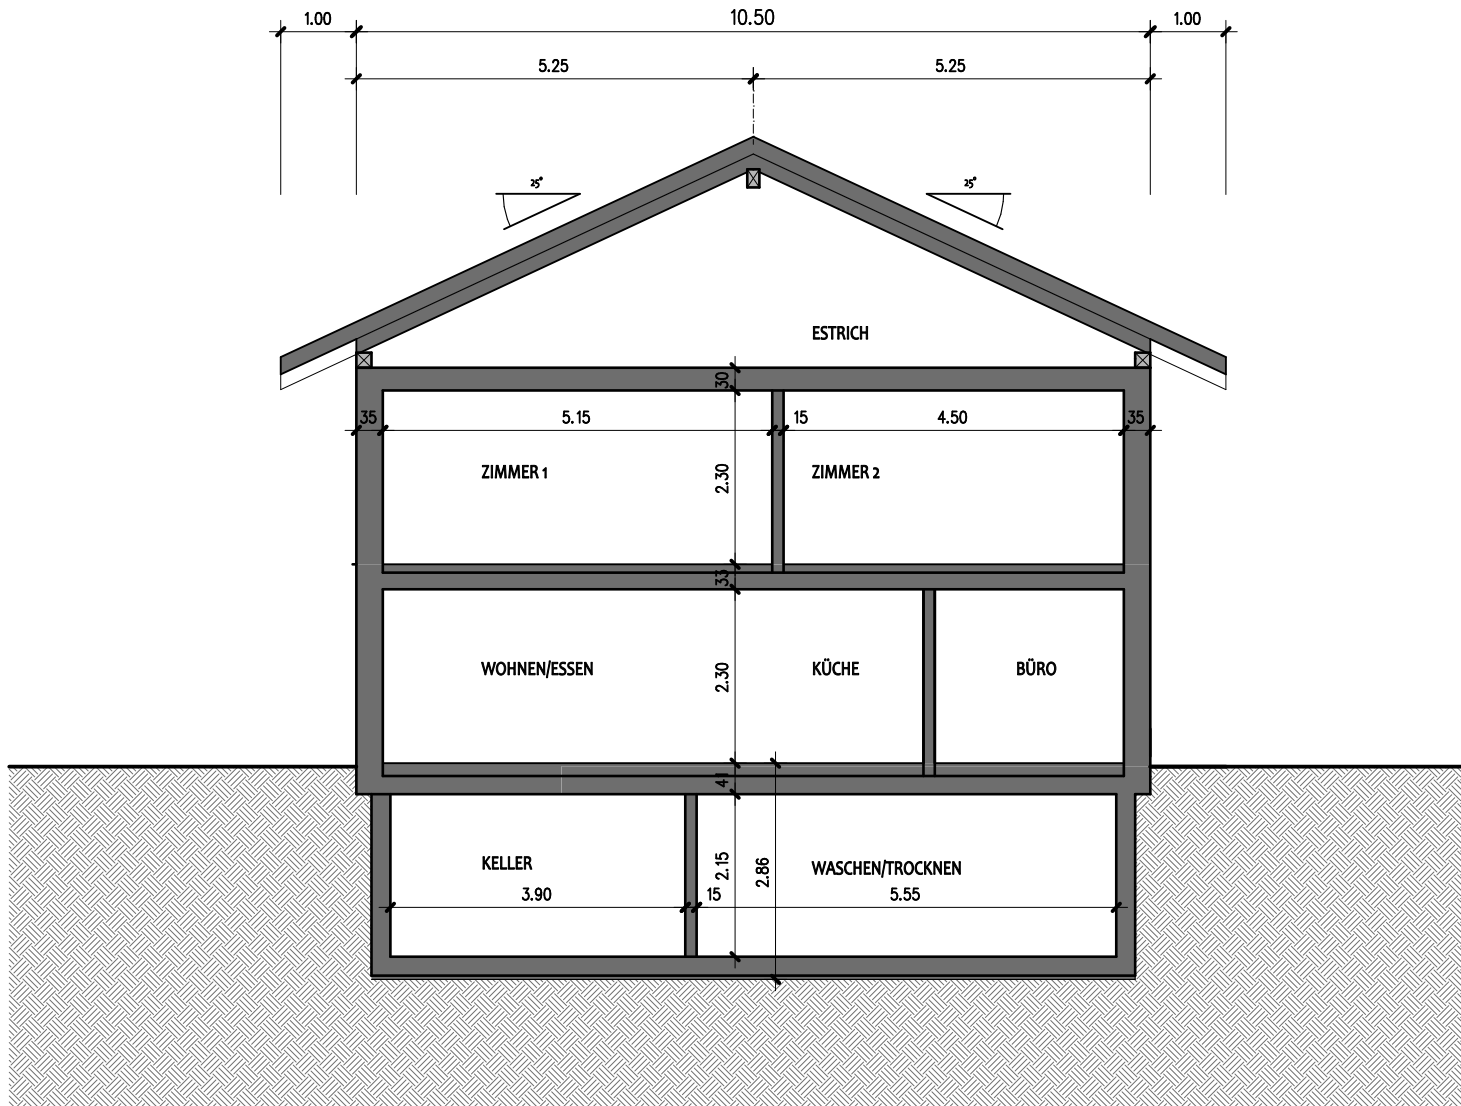 1.00 10.50 1.00
5.25 5.25
25° 25°
ESTRICH
30
35 5.15 15 4.50 35
ZIMMER 1 2.30 ZIMMER 2
33
WOHNEN/ESSEN 2.30 KÜCHE BÜRO
41
KELLER 2.15 2.86 WASCHEN/TROCKNEN
3.90 15 5.55